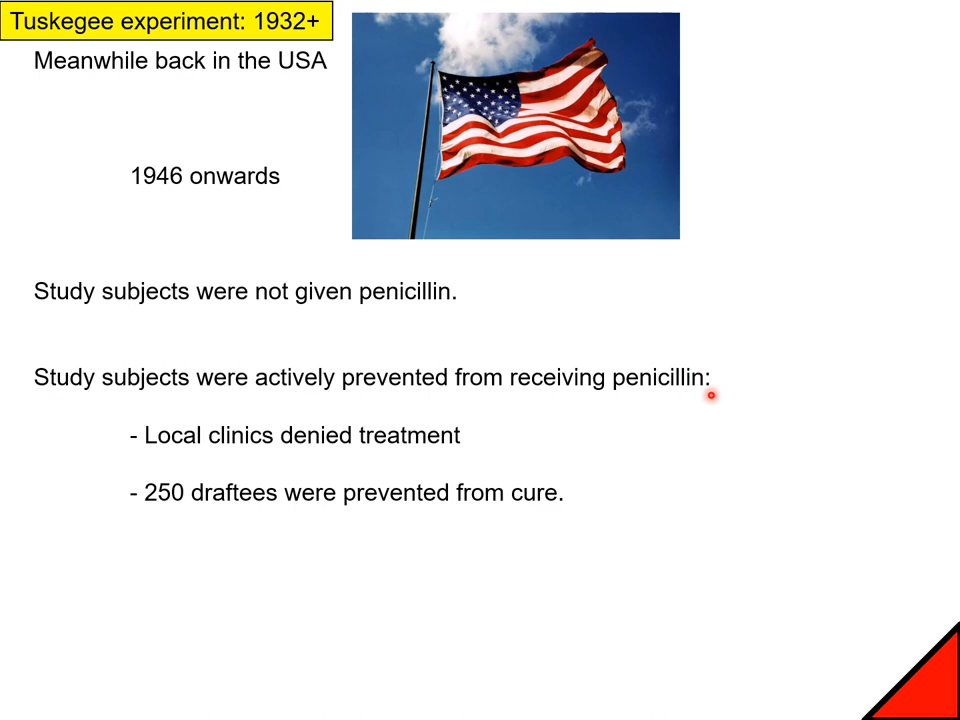 Tuskegee experiment: 1932+
Meanwhile back in the USA
1946 onwards
Study subjects were not given penicillin.
Study subjects were actively prevented from receiving penicillin:
- Local clinics denied treatment
- 250 draftees were prevented from cure.